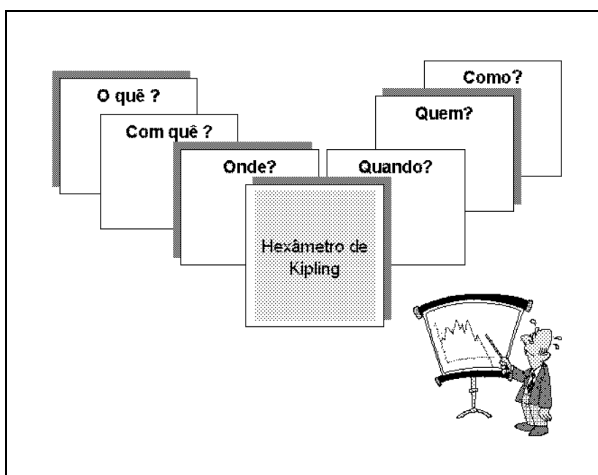 O quê ?
Com quê ?
Onde?
Quando?
Quem?
Como?
Hexâmetro de
Kipling